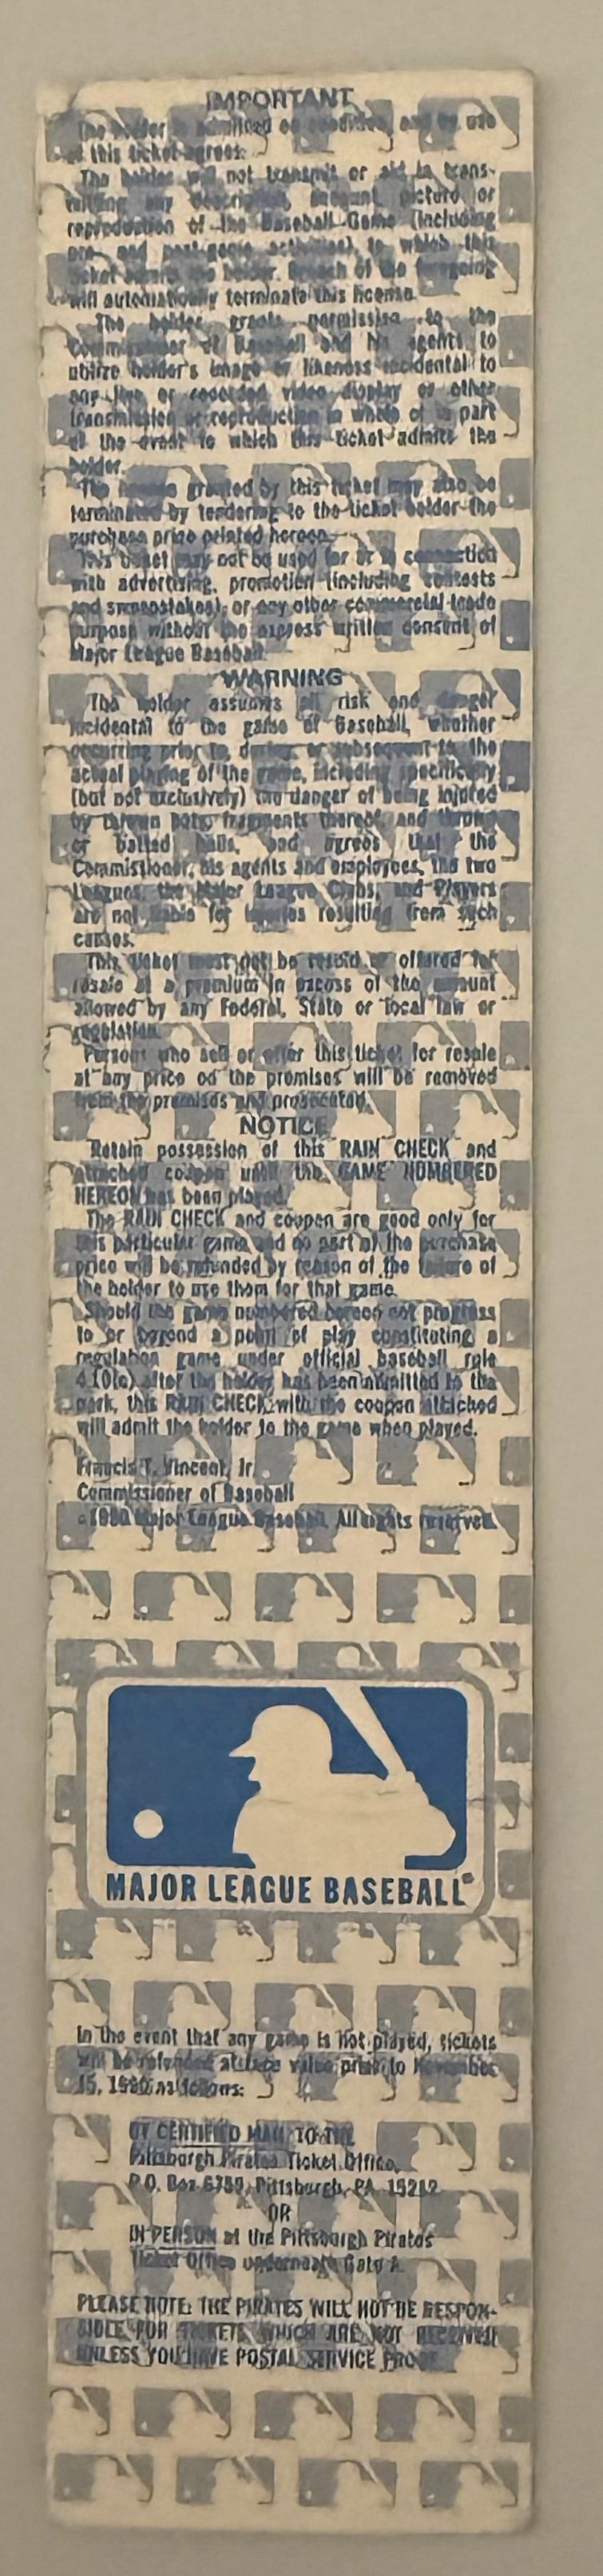 IMPORTANT
The holder is admitted on condition, and by use
of this ticket agrees:
The holder will not transmit or aid in trans-
mitting any description, account, picture or
reproduction of the Baseball Game (including
pre- and post-game activities), to which this
ticket admits the holder. Breach of the foregoing
will automatically terminate this license.
The holder grants permission to the
Commissioner of Baseball and his agents to
utilize holder's image or likeness incidental to
any live or recorded video display or other
transmission or reproduction in whole or in part
of the event to which this ticket admits the
holder.
The license granted by this ticket may also be
terminated by tendering to the ticket holder the
purchase price printed hereon.
This ticket may not be used for or in connection
with advertising, promotion (including contests
and sweepstakes), or any other commercial trade
purpose without the express written consent of
Major League Baseball.
WARNING
The holder assumes all risk and danger
incidental to the game of Baseball, whether
occurring prior to, during, or subsequent to, the
actual playing of the game, including specifically
(but not exclusively) the danger of being injured
by thrown bats, fragments thereof, and thrown
or batted balls, and agrees that the
Commissioner, his agents and employees, the two
Leagues, the Major League Clubs, and Players
are not liable for injuries resulting from such
causes.
This ticket must not be resold or offered for
resale at a premium in excess of the amount
allowed by any Federal, State or local law or
regulation.
Persons who sell or offer this ticket for resale
at any price on the premises will be removed
from the premises and prosecuted.
NOTICE
Retain possession of this RAIN CHECK and
attached coupon until the GAME NUMBERED
HEREON has been played.
The RAIN CHECK and coupon are good only for
this particular game and no part of the purchase
price will be refunded by reason of the failure of
the holder to use them for that game.
Should the game numbered hereon not progress
to or beyond a point of play constituting a
regulation game under official baseball rule
4.10(c) after the holder has been admitted to the
park, this RAIN CHECK with the coupon attached
will admit the holder to the game when played.
Francis T. Vincent, Jr.
Commissioner of Baseball
©1990 Major League Baseball. All rights reserved.
MAJOR LEAGUE BASEBALL®
In the event that any game is not played, tickets
will be refunded at face value prior to November
15, 1990 as follows:
BY CERTIFIED MAIL TO THE
Pittsburgh Pirates Ticket Office,
P.O. Box Pittsburgh, PA 15212
OR
IN PERSON at the Pittsburgh Pirates
Ticket Office underneath Gate A.
PLEASE NOTE: THE PIRATES WILL NOT BE RESPON-
SIBLE FOR TICKETS WHICH ARE NOT RECEIVED
UNLESS YOU HAVE POSTAL SERVICE PROOF.